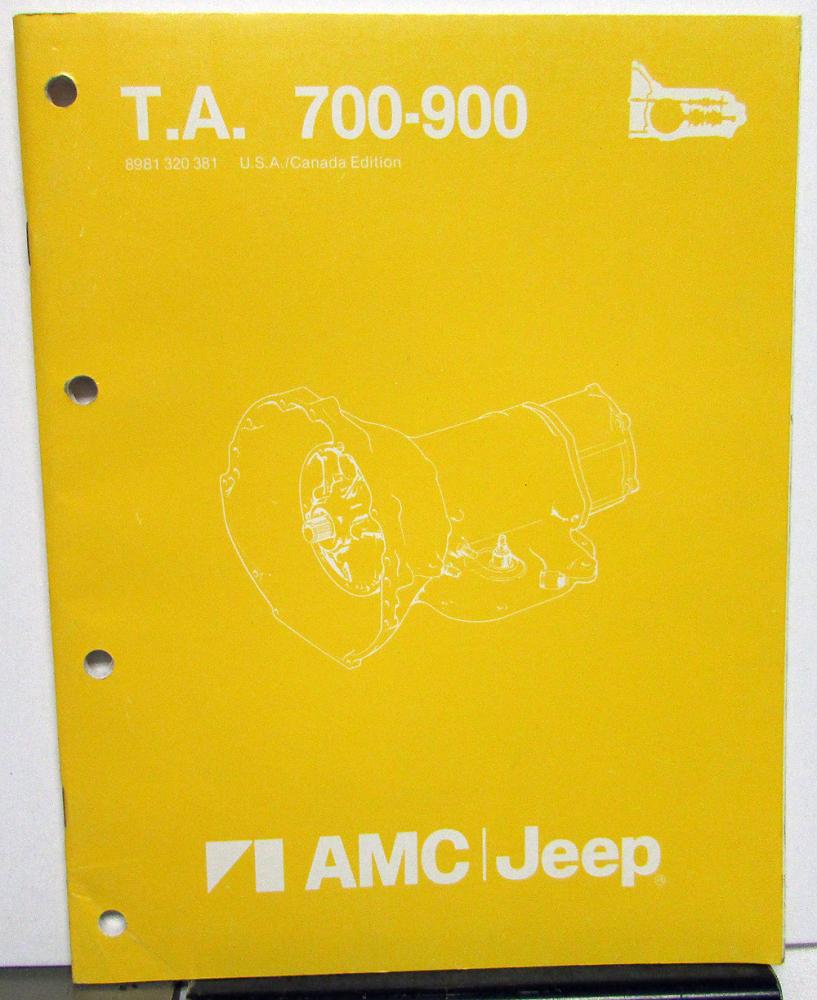 T.A. 700-900
8981 320 381 U.S.A./Canada Edition
AMC | Jeep®